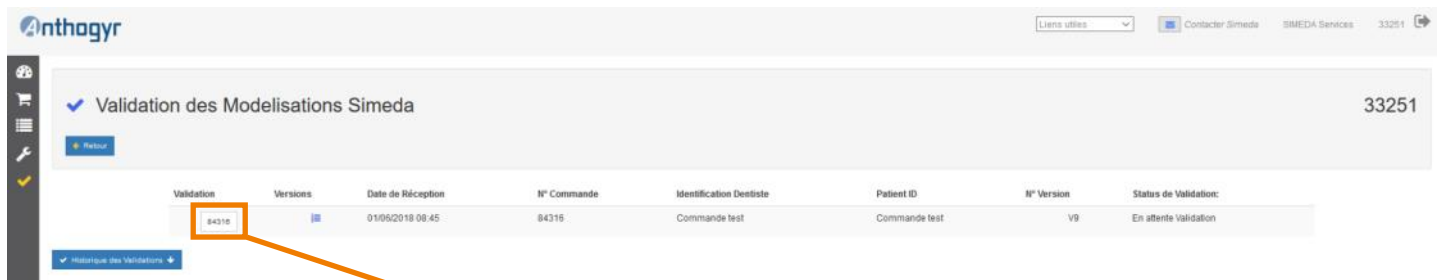 Anthogyr
Liens utiles Contacter Simeda SIMEDA Services 33251
Validation des Modelisations Simeda 33251
Retour
Validation Versions Date de Réception N° Commande Identification Dentiste Patient ID N° Version Status de Validation:
84316 01/06/2018 08:45 84316 Commande test Commande test V9 En attente Validation
Historique des Validations